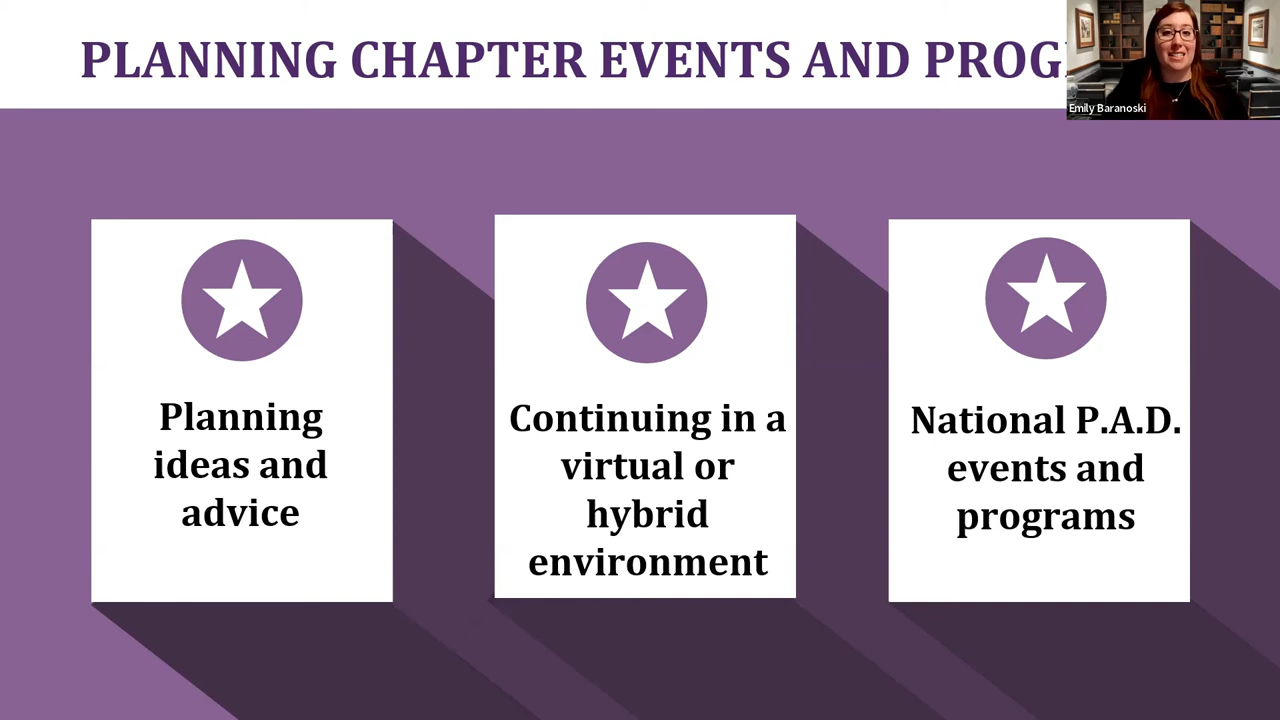 PLANNING CHAPTER EVENTS AND PROG
Emily Baranoski
Planning
ideas and
advice
Continuing in a
virtual or
hybrid
environment
National P.A.D.
events and
programs